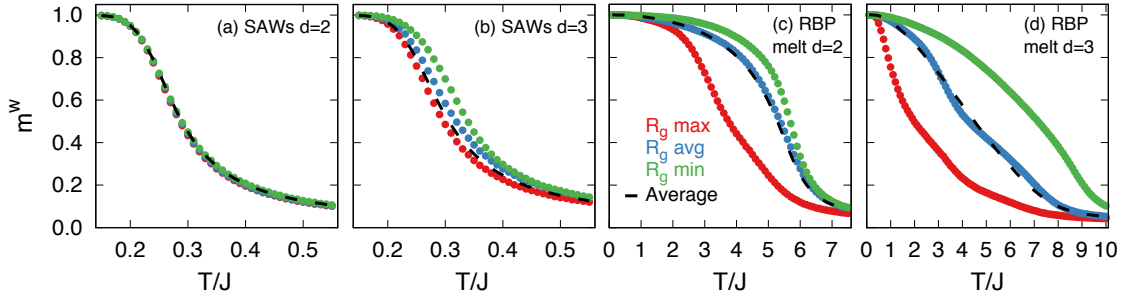 (a) SAWs d=2
(b) SAWs d=3
(c) RBP
melt d=2
(d) RBP
melt d=3
mᵂ
1.0
0.8
0.6
0.4
0.2
0.0
R_g max
R_g avg
R_g min
Average
0.2 0.3 0.4 0.5
0.2 0.3 0.4 0.5
0 1 2 3 4 5 6 7
0 1 2 3 4 5 6 7 8 9 10
T/J
T/J
T/J
T/J